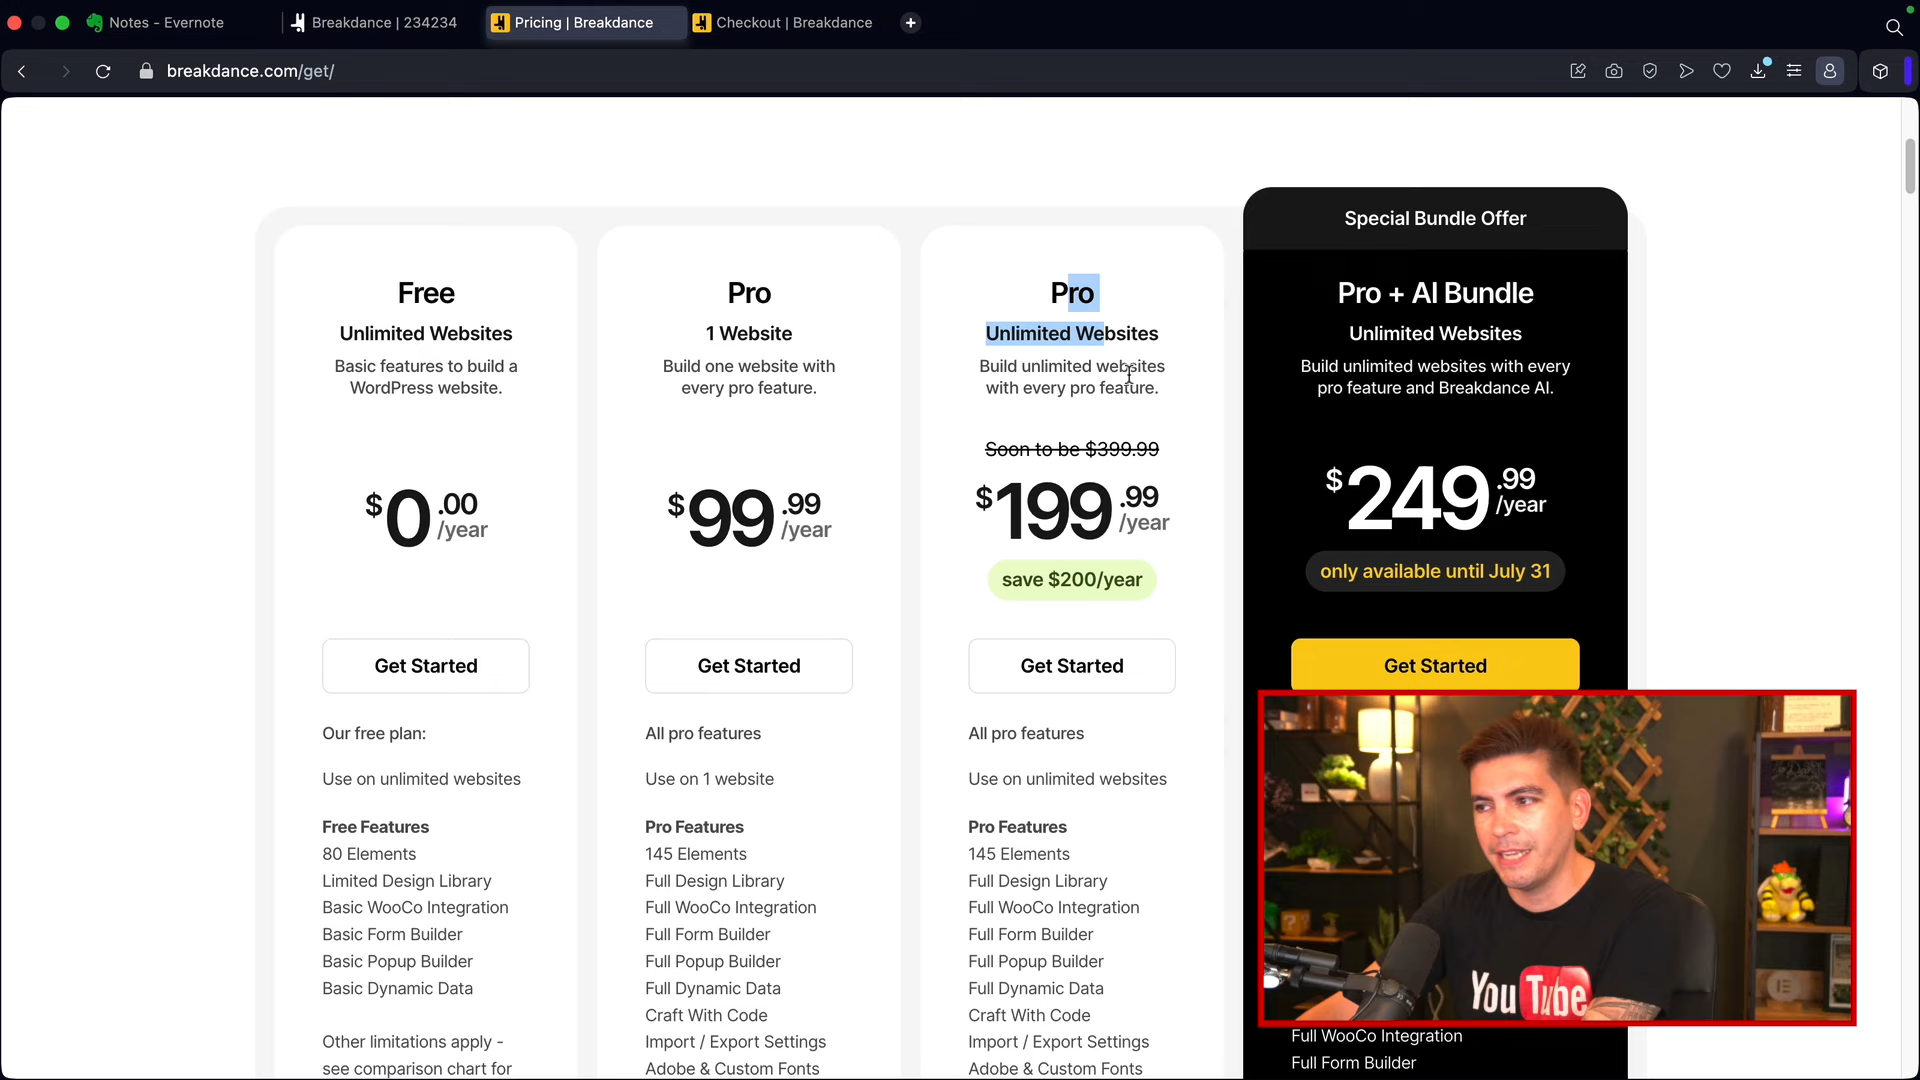 Notes - Evernote
Breakdance | 234234
Pricing | Breakdance
Checkout | Breakdance
breakdance.com/get/
Free
Unlimited Websites
Basic features to build a
WordPress website.
$0.00
/year
Get Started
Our free plan:
Use on unlimited websites
Free Features
80 Elements
Limited Design Library
Basic WooCo Integration
Basic Form Builder
Basic Popup Builder
Basic Dynamic Data
Other limitations apply -
see comparison chart for
Pro
1 Website
Build one website with
every pro feature.
$99.99
/year
Get Started
All pro features
Use on 1 website
Pro Features
145 Elements
Full Design Library
Full WooCo Integration
Full Form Builder
Full Popup Builder
Full Dynamic Data
Craft With Code
Import / Export Settings
Adobe & Custom Fonts
Pro
Unlimited Websites
Build unlimited websites
with every pro feature.
Soon to be $399.99
$199.99
/year
save $200/year
Get Started
All pro features
Use on unlimited websites
Pro Features
145 Elements
Full Design Library
Full WooCo Integration
Full Form Builder
Full Popup Builder
Full Dynamic Data
Craft With Code
Import / Export Settings
Adobe & Custom Fonts
Special Bundle Offer
Pro + AI Bundle
Unlimited Websites
Build unlimited websites with every
pro feature and Breakdance AI.
$249.99
/year
only available until July 31
Get Started
YouTube
Full WooCo Integration
Full Form Builder